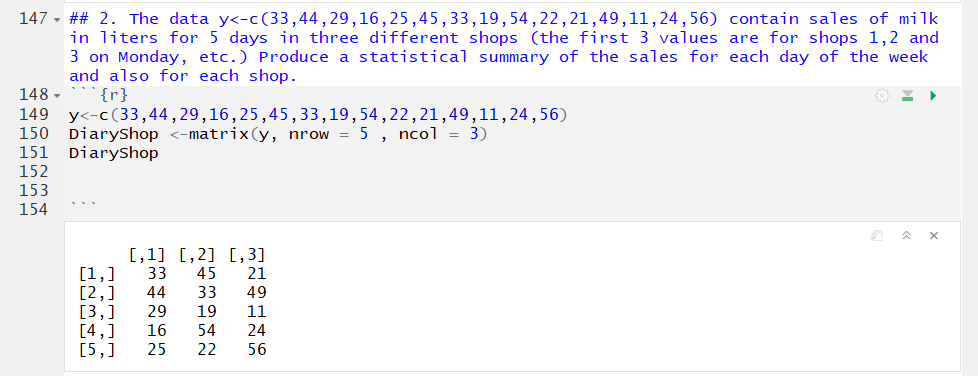 147 ## 2. The data y<-c(33,44,29,16,25,45,33,19,54,22,21,49,11,24,56) contain sales of milk
in liters for 5 days in three different shops (the first 3 values are for shops 1,2 and
3 on Monday, etc.) Produce a statistical summary of the sales for each day of the week
and also for each shop.
148 ```{r}
149 y<-c(33,44,29,16,25,45,33,19,54,22,21,49,11,24,56)
150 DiaryShop <-matrix(y, nrow = 5 , ncol = 3)
151 DiaryShop
152
153
154 ```
[,1] [,2] [,3]
[1,] 33 45 21
[2,] 44 33 49
[3,] 29 19 11
[4,] 16 54 24
[5,] 25 22 56